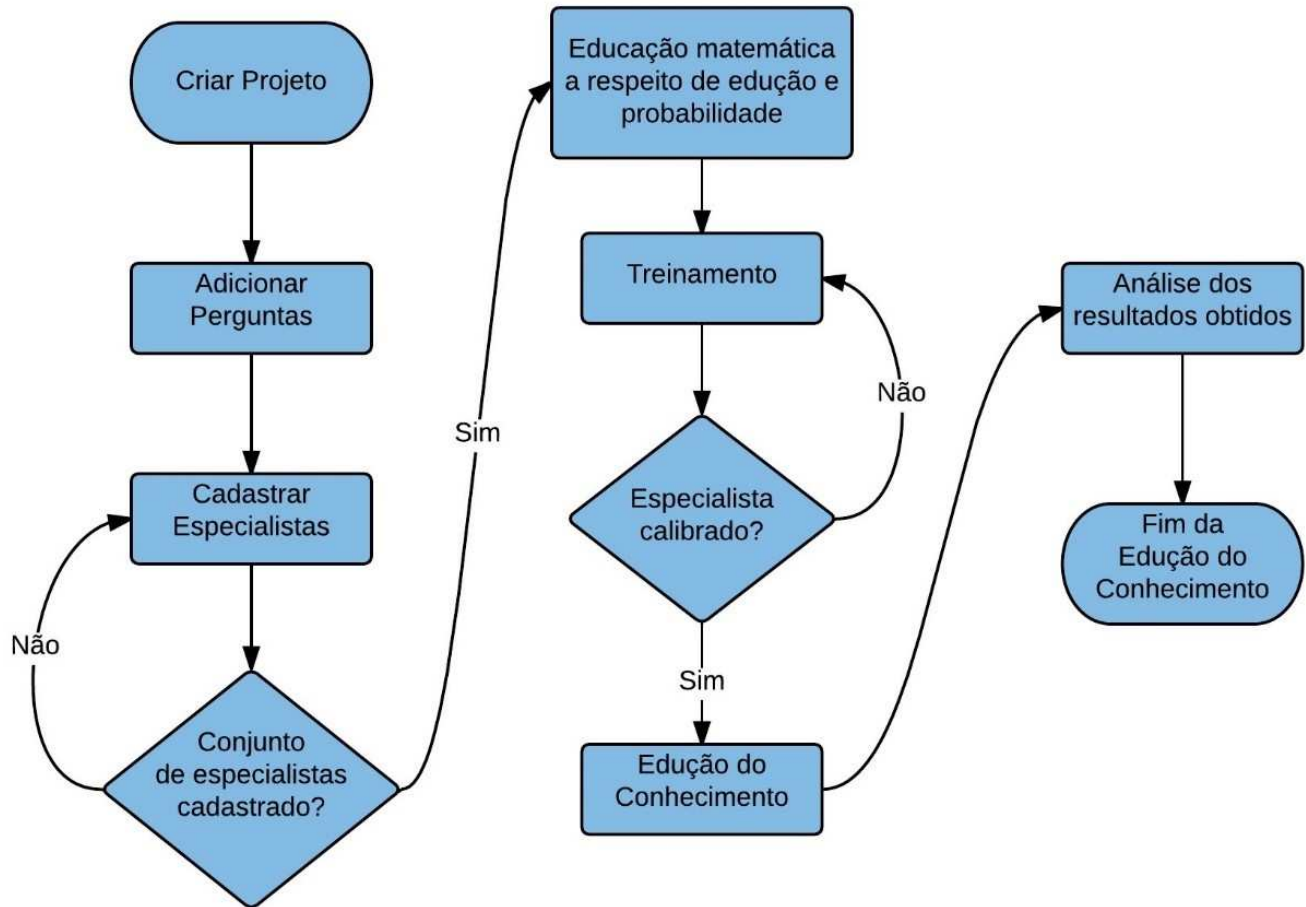 Criar Projeto
Adicionar
Perguntas
Cadastrar
Especialistas
Não
Conjunto
de especialistas
cadastrado?
Sim
Educação matemática
a respeito de edução e
probabilidade
Treinamento
Não
Especialista
calibrado?
Sim
Edução do
Conhecimento
Análise dos
resultados obtidos
Fim da
Edução do
Conhecimento